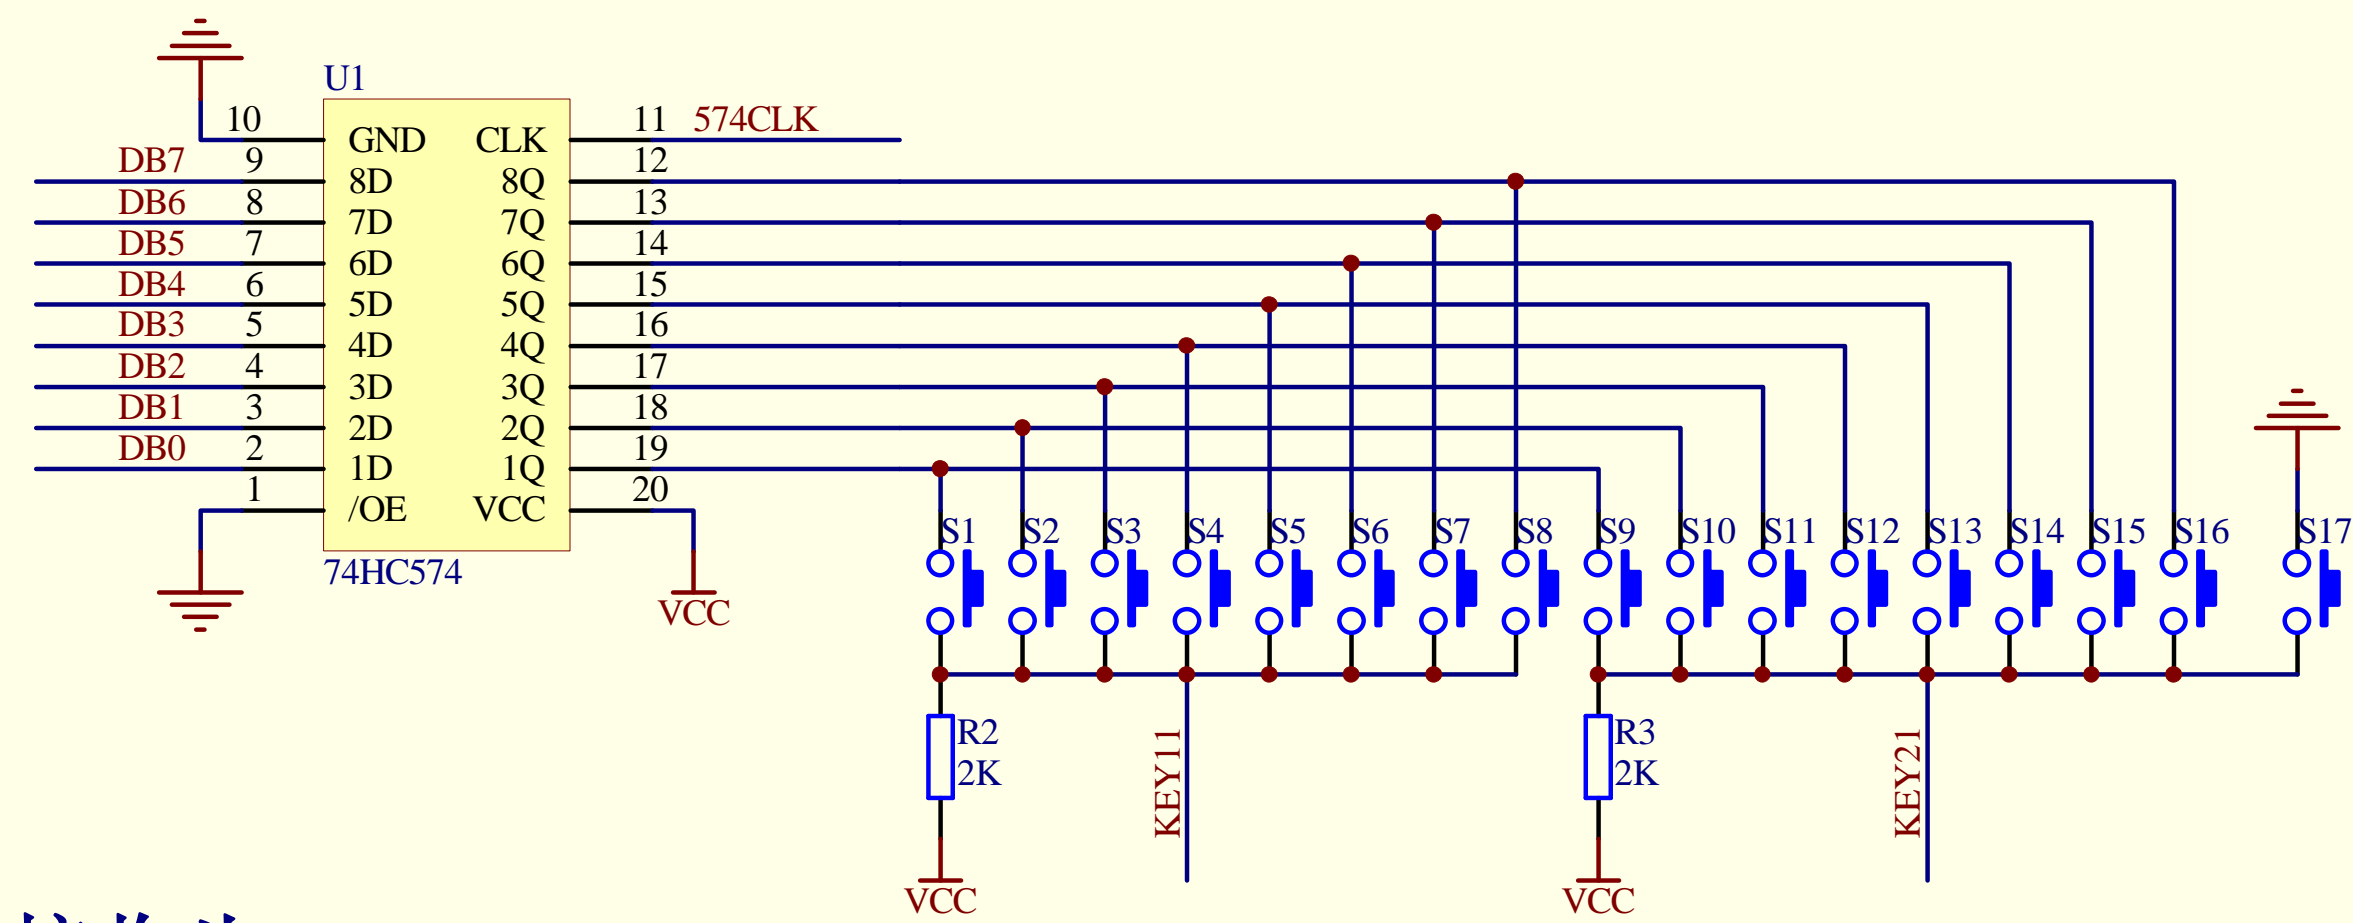 U1
10 GND CLK 11 574CLK
DB7 9 8D 8Q 12
DB6 8 7D 7Q 13
DB5 7 6D 6Q 14
DB4 6 5D 5Q 15
DB3 5 4D 4Q 16
DB2 4 3D 3Q 17
DB1 3 2D 2Q 18
DB0 2 1D 1Q 19
1 /OE VCC 20
74HC574
VCC
S1 S2 S3 S4 S5 S6 S7 S8 S9 S10 S11 S12 S13 S14 S15 S16 S17
R2
2K
KEY11
R3
2K
KEY21
VCC
VCC